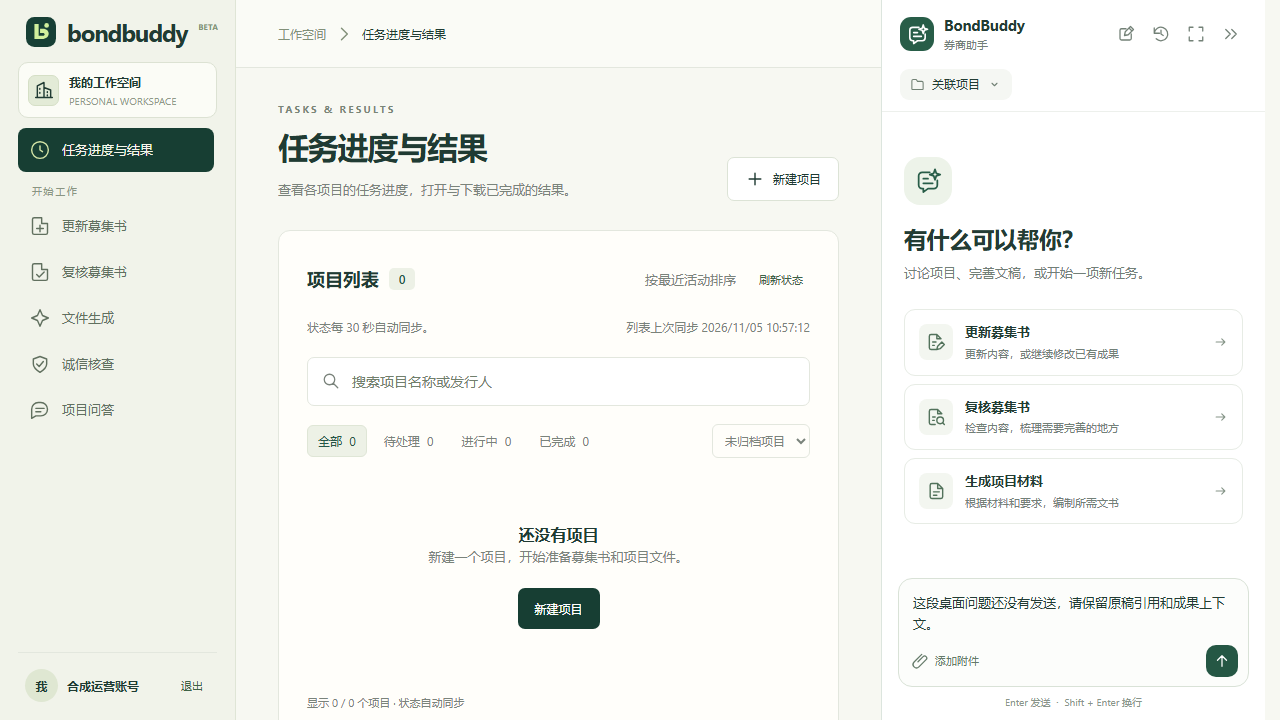 bondbuddy BETA
我的工作空间
PERSONAL WORKSPACE
任务进度与结果
开始工作
更新募集书
复核募集书
文件生成
诚信核查
项目问答
我 合成运营账号 退出
工作空间 任务进度与结果
TASKS & RESULTS
任务进度与结果
查看各项目的任务进度，打开与下载已完成的结果。
新建项目
项目列表 0 按最近活动排序 刷新状态
状态每 30 秒自动同步。 列表上次同步 2026/11/05 10:57:12
搜索项目名称或发行人
全部 0 待处理 0 进行中 0 已完成 0 未归档项目
还没有项目
新建一个项目，开始准备募集书和项目文件。
新建项目
显示 0 / 0 个项目 · 状态自动同步
BondBuddy
券商助手
关联项目
有什么可以帮你？
讨论项目、完善文稿，或开始一项新任务。
更新募集书
更新内容，或继续修改已有成果
复核募集书
检查内容，梳理需要完善的地方
生成项目材料
根据材料和要求，编制所需文书
这段桌面问题还没有发送，请保留原稿引用和成果上下
文。
添加附件
Enter 发送 · Shift + Enter 换行